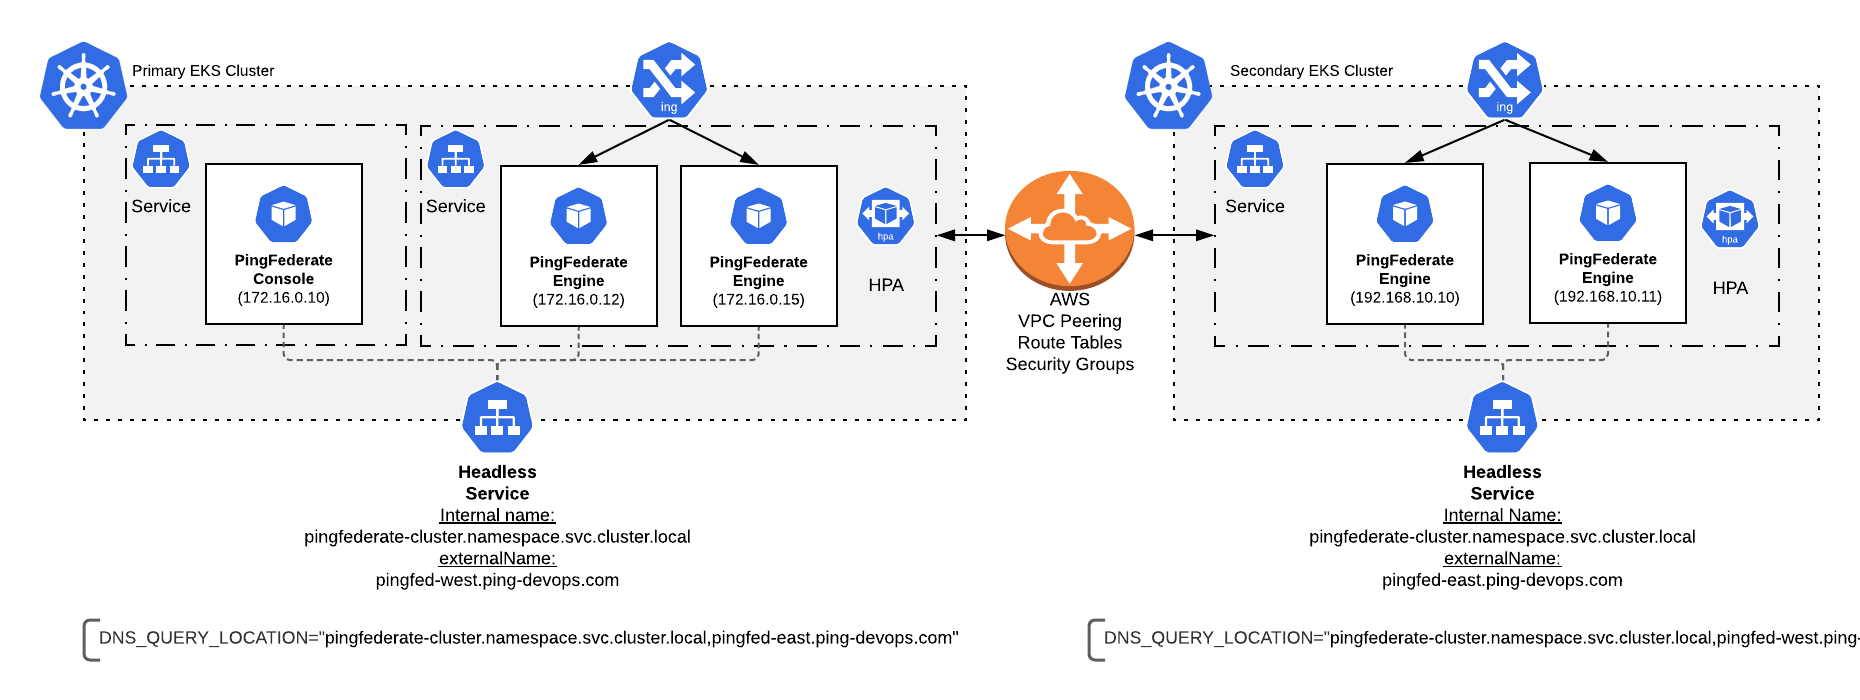 Primary EKS Cluster
ing
Service
PingFederate
Console
(172.16.0.10)
Service
PingFederate
Engine
(172.16.0.12)
PingFederate
Engine
(172.16.0.15)
hpa
HPA
AWS
VPC Peering
Route Tables
Security Groups
Secondary EKS Cluster
ing
Service
PingFederate
Engine
(192.168.10.10)
PingFederate
Engine
(192.168.10.11)
hpa
HPA
Headless
Service
Internal name:
pingfederate-cluster.namespace.svc.cluster.local
externalName:
pingfed-west.ping-devops.com
Headless
Service
Internal Name:
pingfederate-cluster.namespace.svc.cluster.local
externalName:
pingfed-east.ping-devops.com
DNS_QUERY_LOCATION="pingfederate-cluster.namespace.svc.cluster.local,pingfed-east.ping-devops.com"
DNS_QUERY_LOCATION="pingfederate-cluster.namespace.svc.cluster.local,pingfed-west.ping-